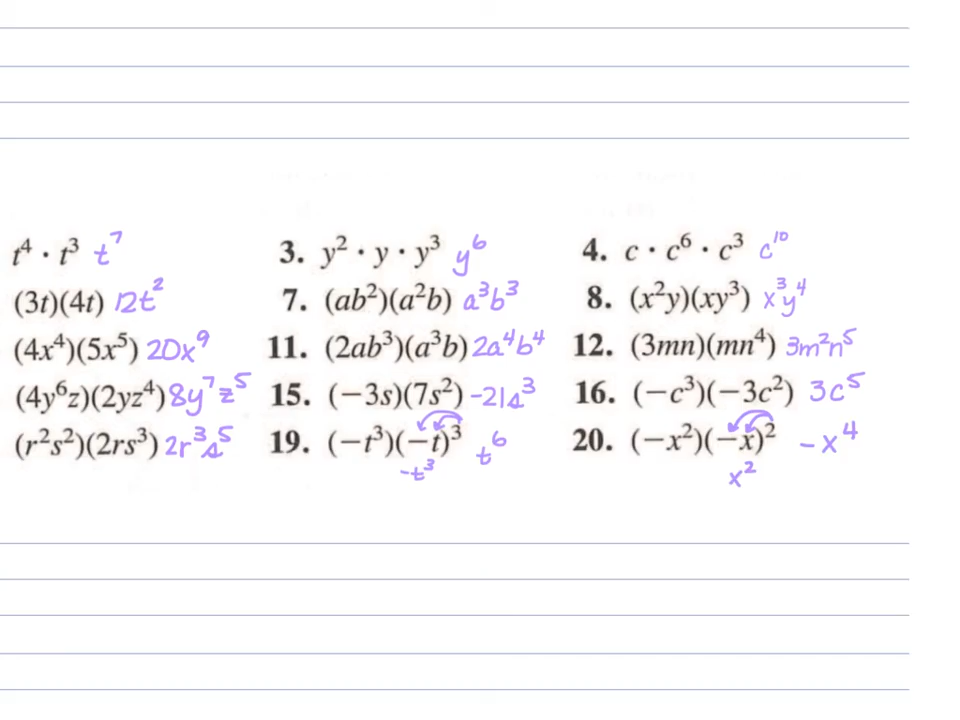 t⁴ · t³ t⁷ 3. y² · y · y³ y⁶ 4. c · c⁶ · c³ c¹⁰
(3t)(4t) 12t² 7. (ab²)(a²b) a³b³ 8. (x²y)(xy³) x³y⁴
(4x⁴)(5x⁵) 20x⁹ 11. (2ab³)(a³b) 2a⁴b⁴ 12. (3mn)(mn⁴) 3m²n⁵
(4y⁶z)(2yz⁴) 8y⁷z⁵ 15. (−3s)(7s²) -21s³ 16. (−c³)(−3c²) 3c⁵
(r²s²)(2rs³) 2r³s⁵ 19. (−t³)(−t)³ t⁶ 20. (−x²)(−x)² -x⁴
-t³ x²